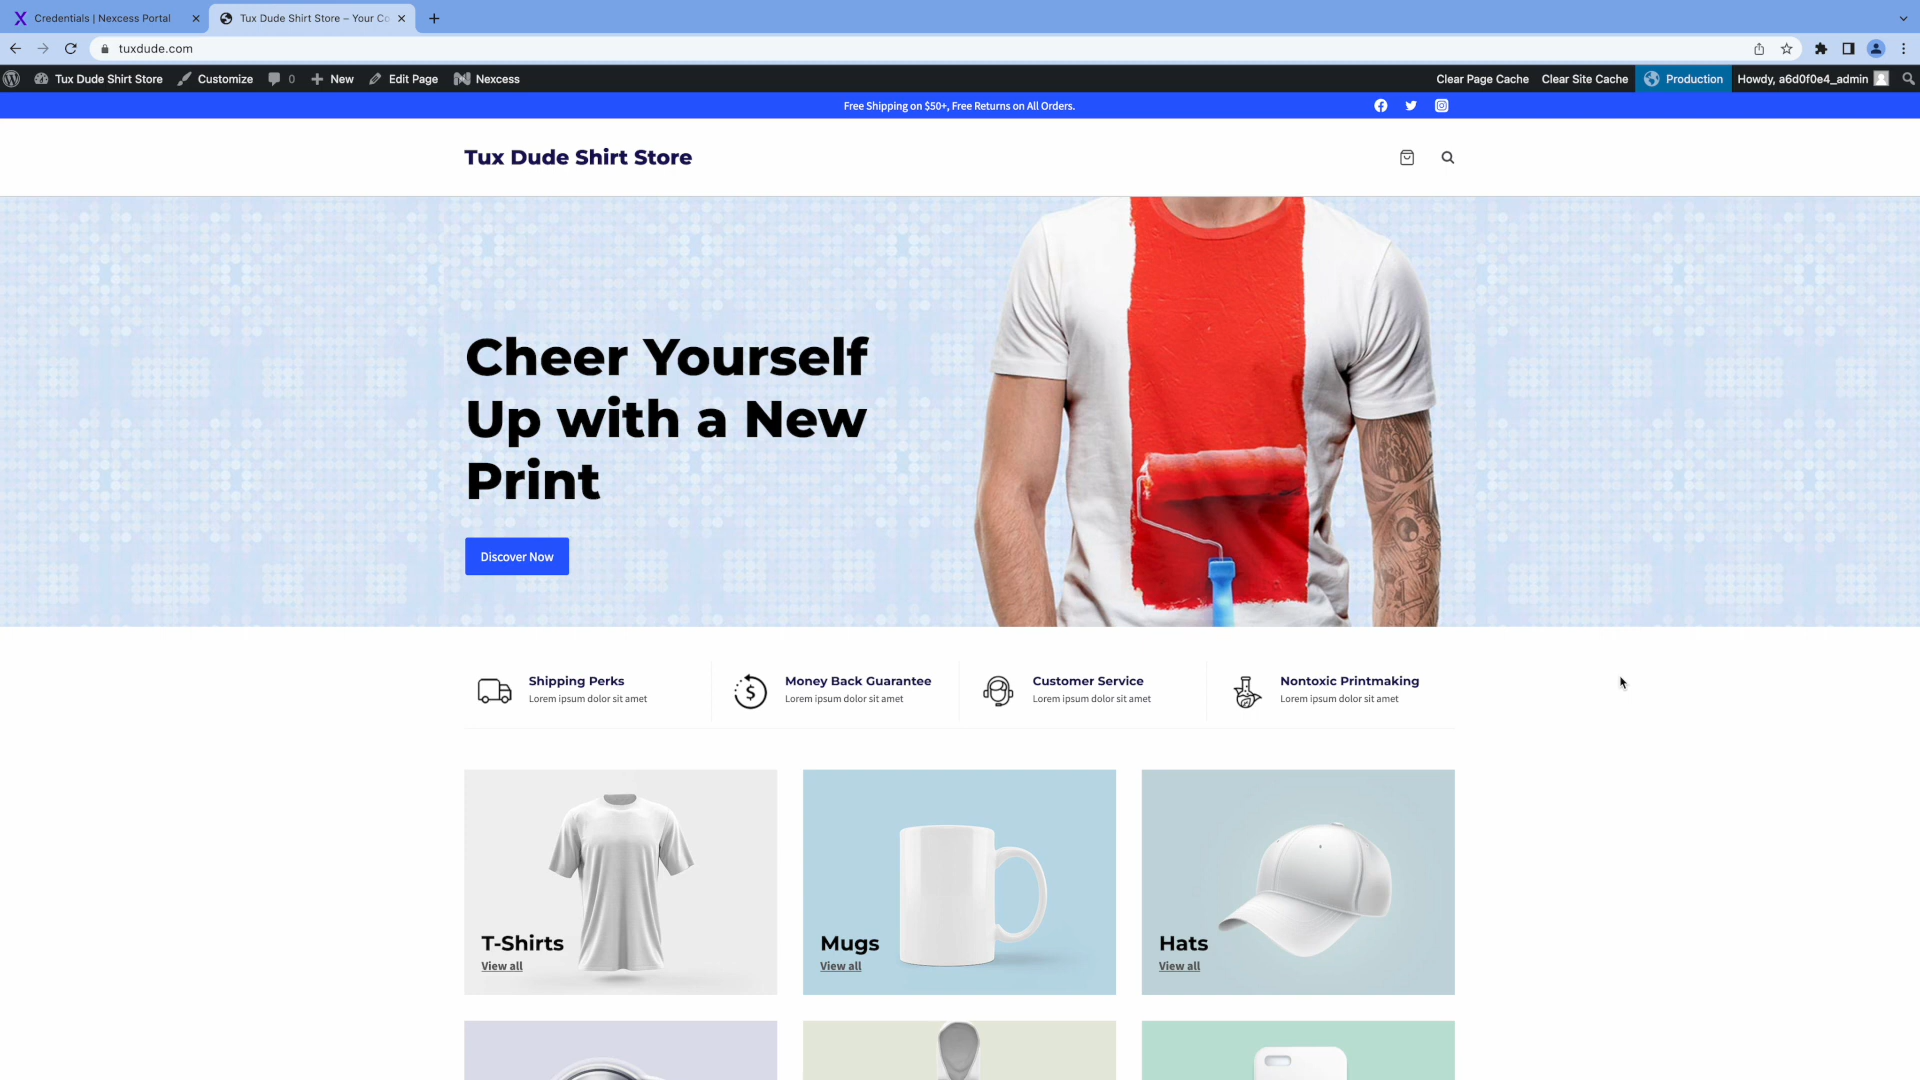 Credentials | Nexcess Portal
Tux Dude Shirt Store – Your Co
tuxdude.com
Tux Dude Shirt Store
Customize
0
New
Edit Page
Nexcess
Clear Page Cache
Clear Site Cache
Production
Howdy, a6d0f0e4_admin
Free Shipping on $50+, Free Returns on All Orders.
Tux Dude Shirt Store
Cheer Yourself
Up with a New
Print
Discover Now
Shipping Perks
Lorem ipsum dolor sit amet
Money Back Guarantee
Lorem ipsum dolor sit amet
Customer Service
Lorem ipsum dolor sit amet
Nontoxic Printmaking
Lorem ipsum dolor sit amet
T-Shirts
View all
Mugs
View all
Hats
View all